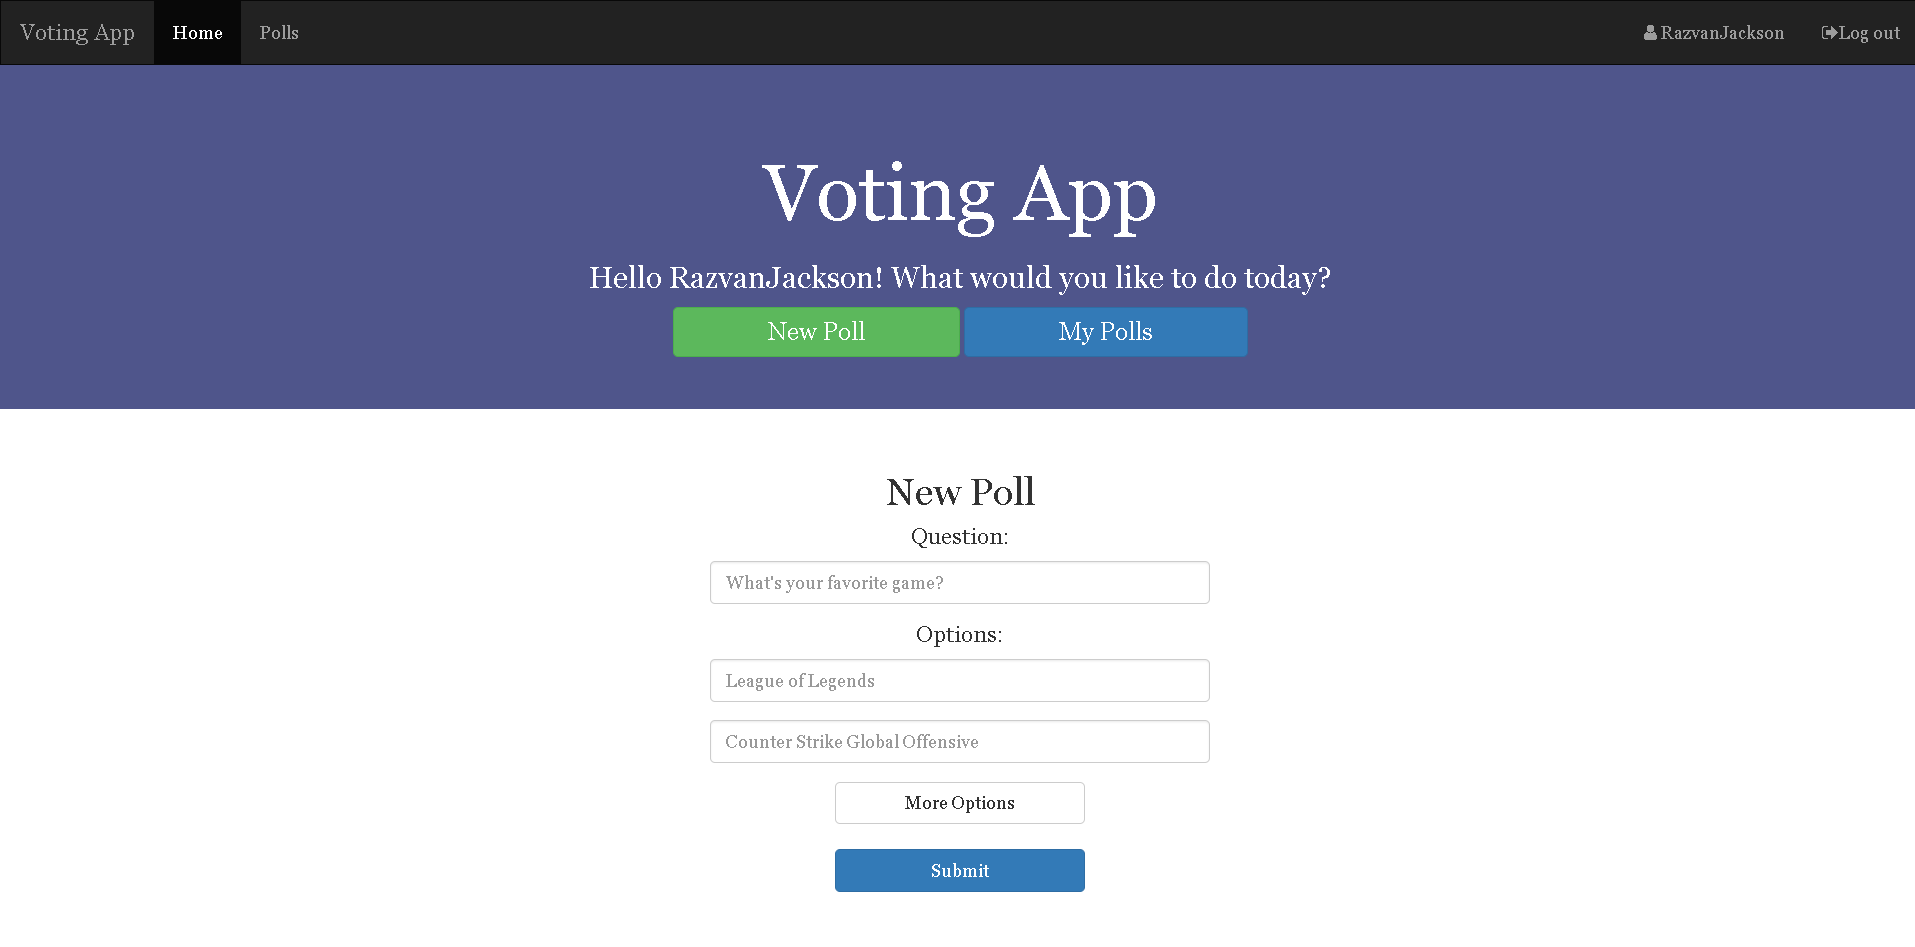 Voting App Home Polls RazvanJackson Log out
Voting App
Hello RazvanJackson! What would you like to do today?
New Poll My Polls
New Poll
Question:
What's your favorite game?
Options:
League of Legends
Counter Strike Global Offensive
More Options
Submit